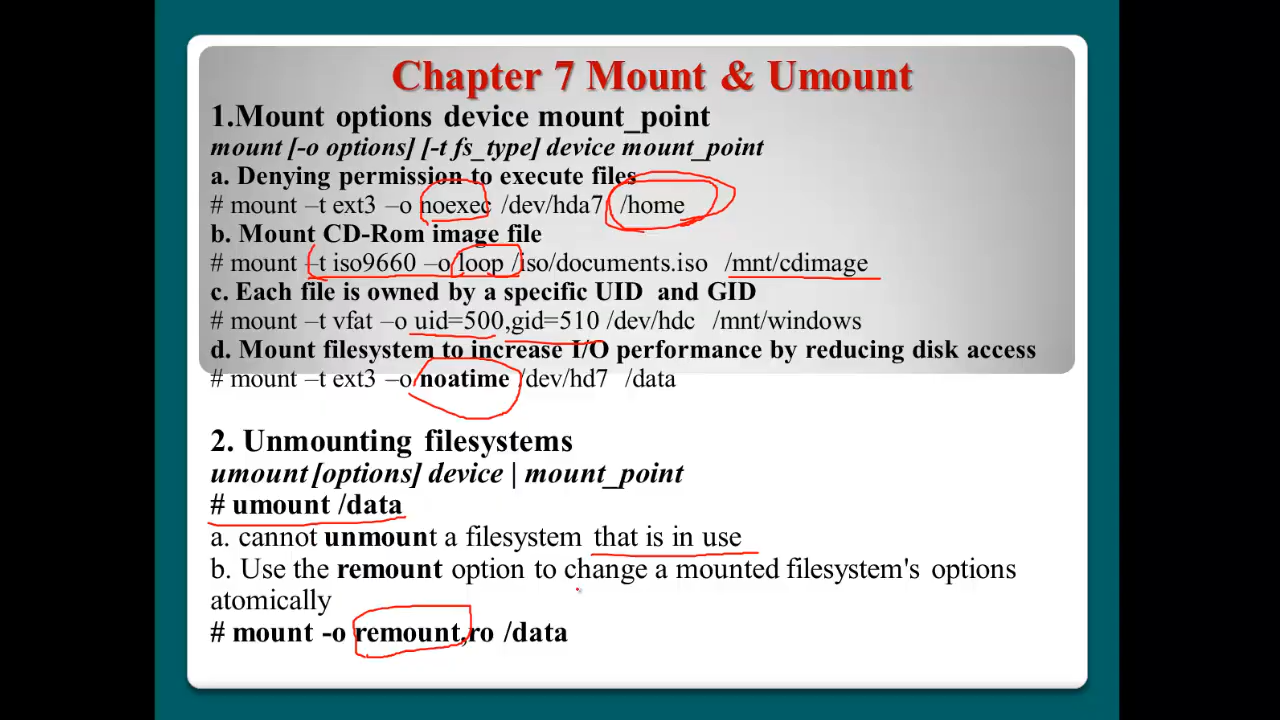 Chapter 7 Mount & Umount
1.Mount options device mount_point
mount [-o options] [-t fs_type] device mount_point
a. Denying permission to execute files
# mount –t ext3 –o noexec /dev/hda7 /home
b. Mount CD-Rom image file
# mount –t iso9660 –o loop /iso/documents.iso /mnt/cdimage
c. Each file is owned by a specific UID and GID
# mount –t vfat –o uid=500,gid=510 /dev/hdc /mnt/windows
d. Mount filesystem to increase I/O performance by reducing disk access
# mount –t ext3 –o noatime /dev/hd7 /data
2. Unmounting filesystems
umount [options] device | mount_point
# umount /data
a. cannot unmount a filesystem that is in use
b. Use the remount option to change a mounted filesystem's options
atomically
# mount -o remount,ro /data